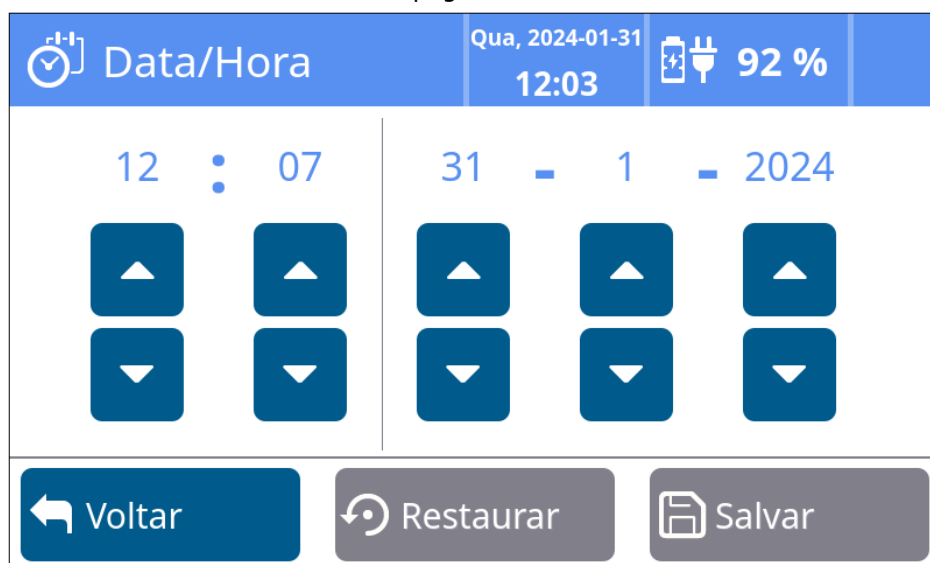 Data/Hora
Qua, 2024-01-31
12:03
92 %
12 : 07 31 - 1 - 2024
Voltar Restaurar Salvar